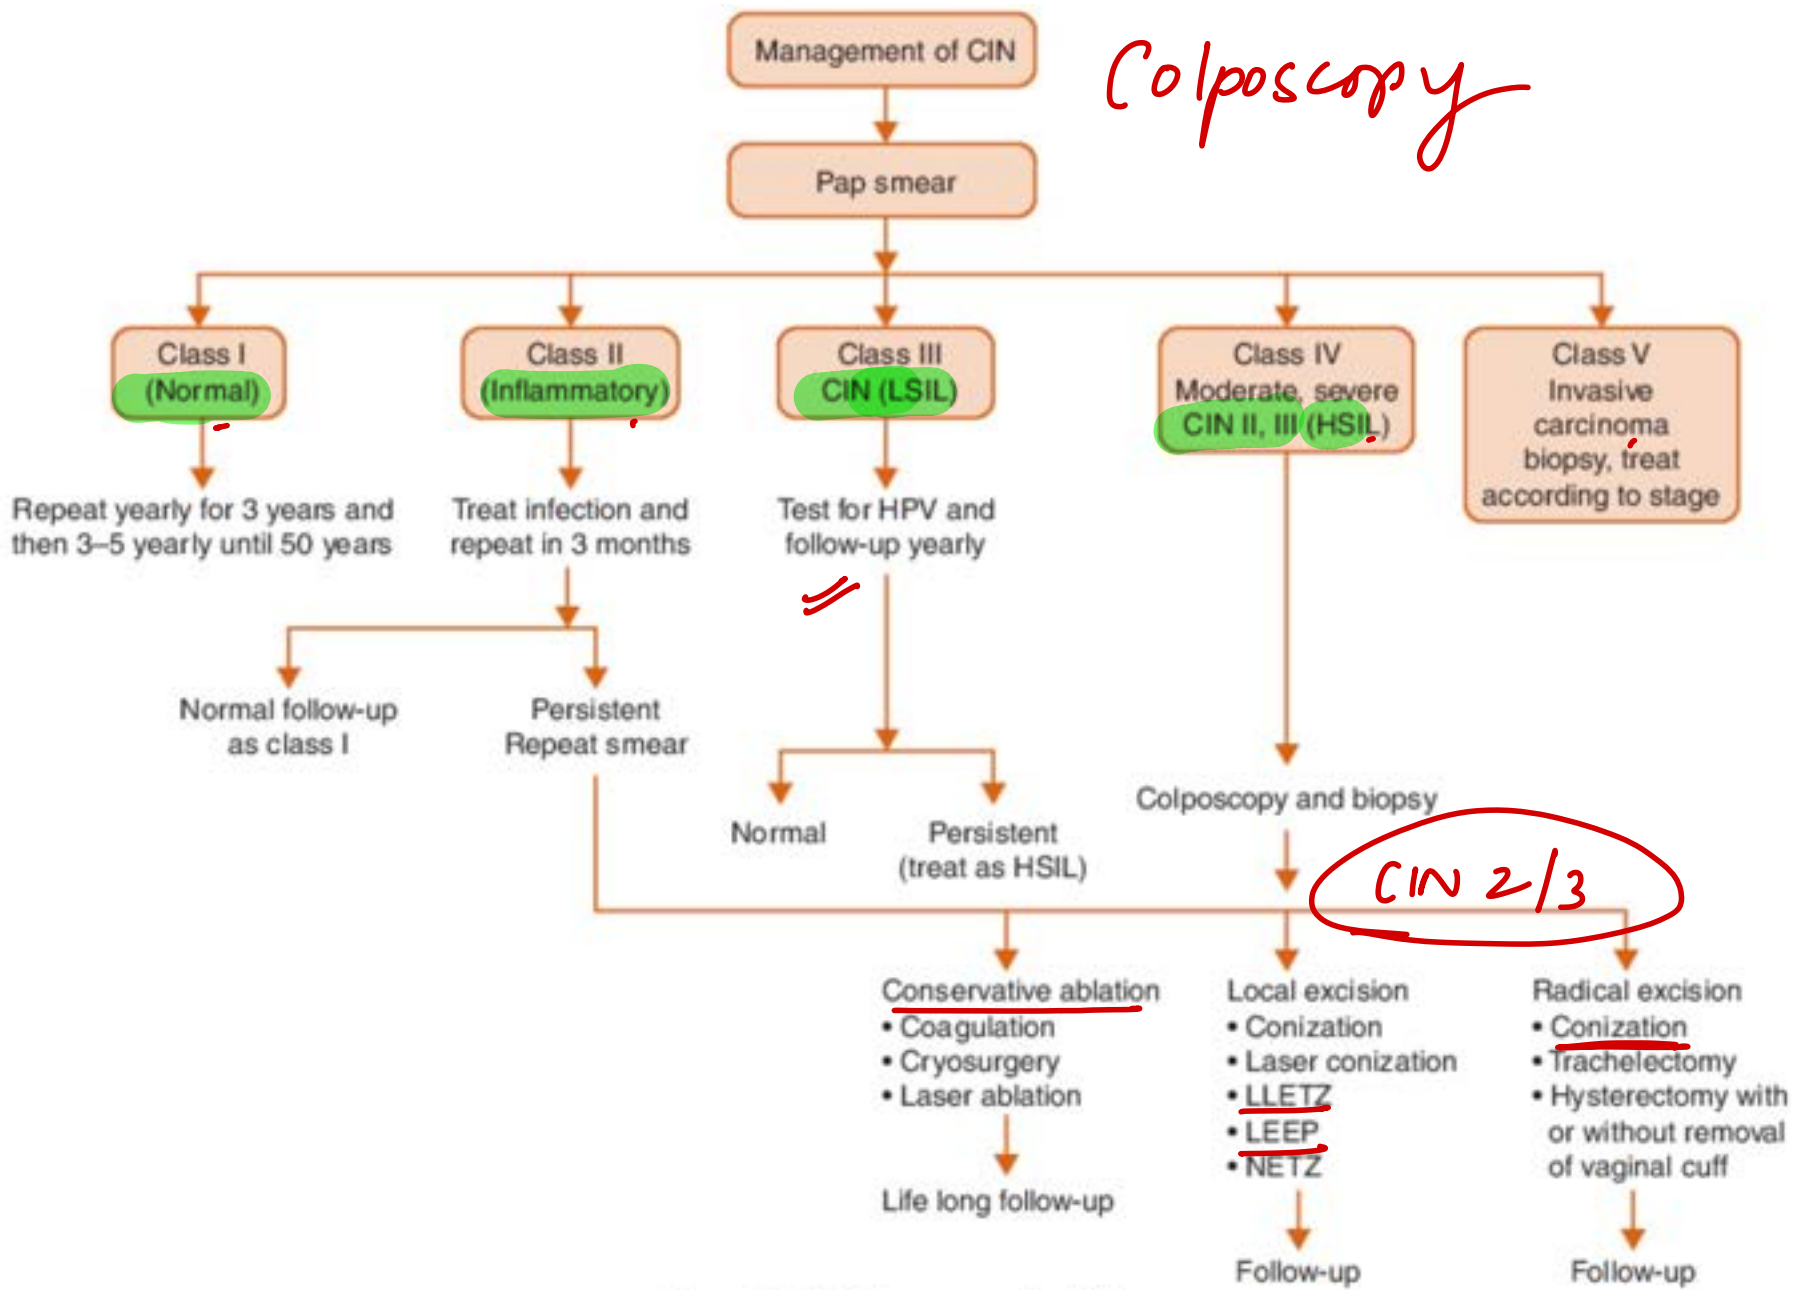 Management of CIN
Colposcopy
Pap smear
Class I
(Normal)
Class II
(Inflammatory)
Class III
CIN (LSIL)
Class IV
Moderate, severe
CIN II, III (HSIL)
Class V
Invasive
carcinoma
biopsy, treat
according to stage
Repeat yearly for 3 years and
then 3–5 yearly until 50 years
Treat infection and
repeat in 3 months
Test for HPV and
follow-up yearly
Normal follow-up
as class I
Persistent
Repeat smear
Normal
Persistent
(treat as HSIL)
Colposcopy and biopsy
CIN 2/3
Conservative ablation
• Coagulation
• Cryosurgery
• Laser ablation
Life long follow-up
Local excision
• Conization
• Laser conization
• LLETZ
• LEEP
• NETZ
Follow-up
Radical excision
• Conization
• Trachelectomy
• Hysterectomy with
or without removal
of vaginal cuff
Follow-up